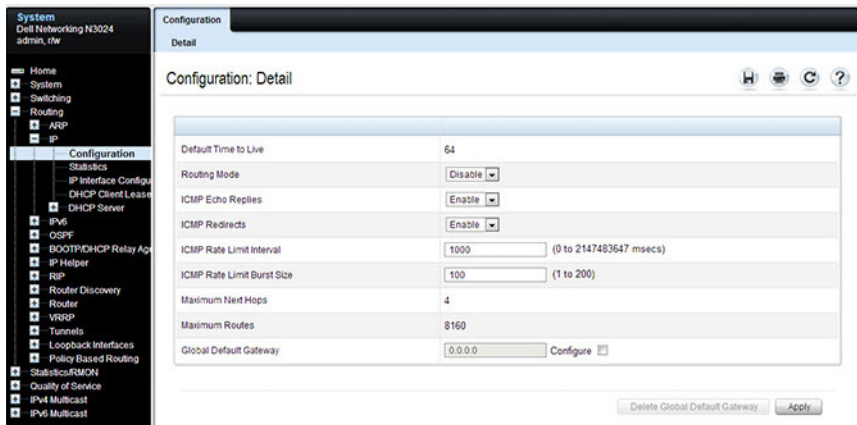 System
Dell Networking N3024
admin, r/w
Home
System
Switching
Routing
ARP
IP
Configuration
Statistics
IP Interface Configu
DHCP Client Lease
DHCP Server
IPv6
OSPF
BOOTP/DHCP Relay Age
IP Helper
RIP
Router Discovery
Router
VRRP
Tunnels
Loopback Interfaces
Policy Based Routing
Statistics/RMON
Quality of Service
IPv4 Multicast
IPv6 Multicast
Configuration
Detail
Configuration: Detail
?
Default Time to Live 64
Routing Mode Disable
ICMP Echo Replies Enable
ICMP Redirects Enable
ICMP Rate Limit Interval 1000 (0 to 2147483647 msecs)
ICMP Rate Limit Burst Size 100 (1 to 200)
Maximum Next Hops 4
Maximum Routes 8160
Global Default Gateway 0.0.0.0 Configure
Delete Global Default Gateway Apply